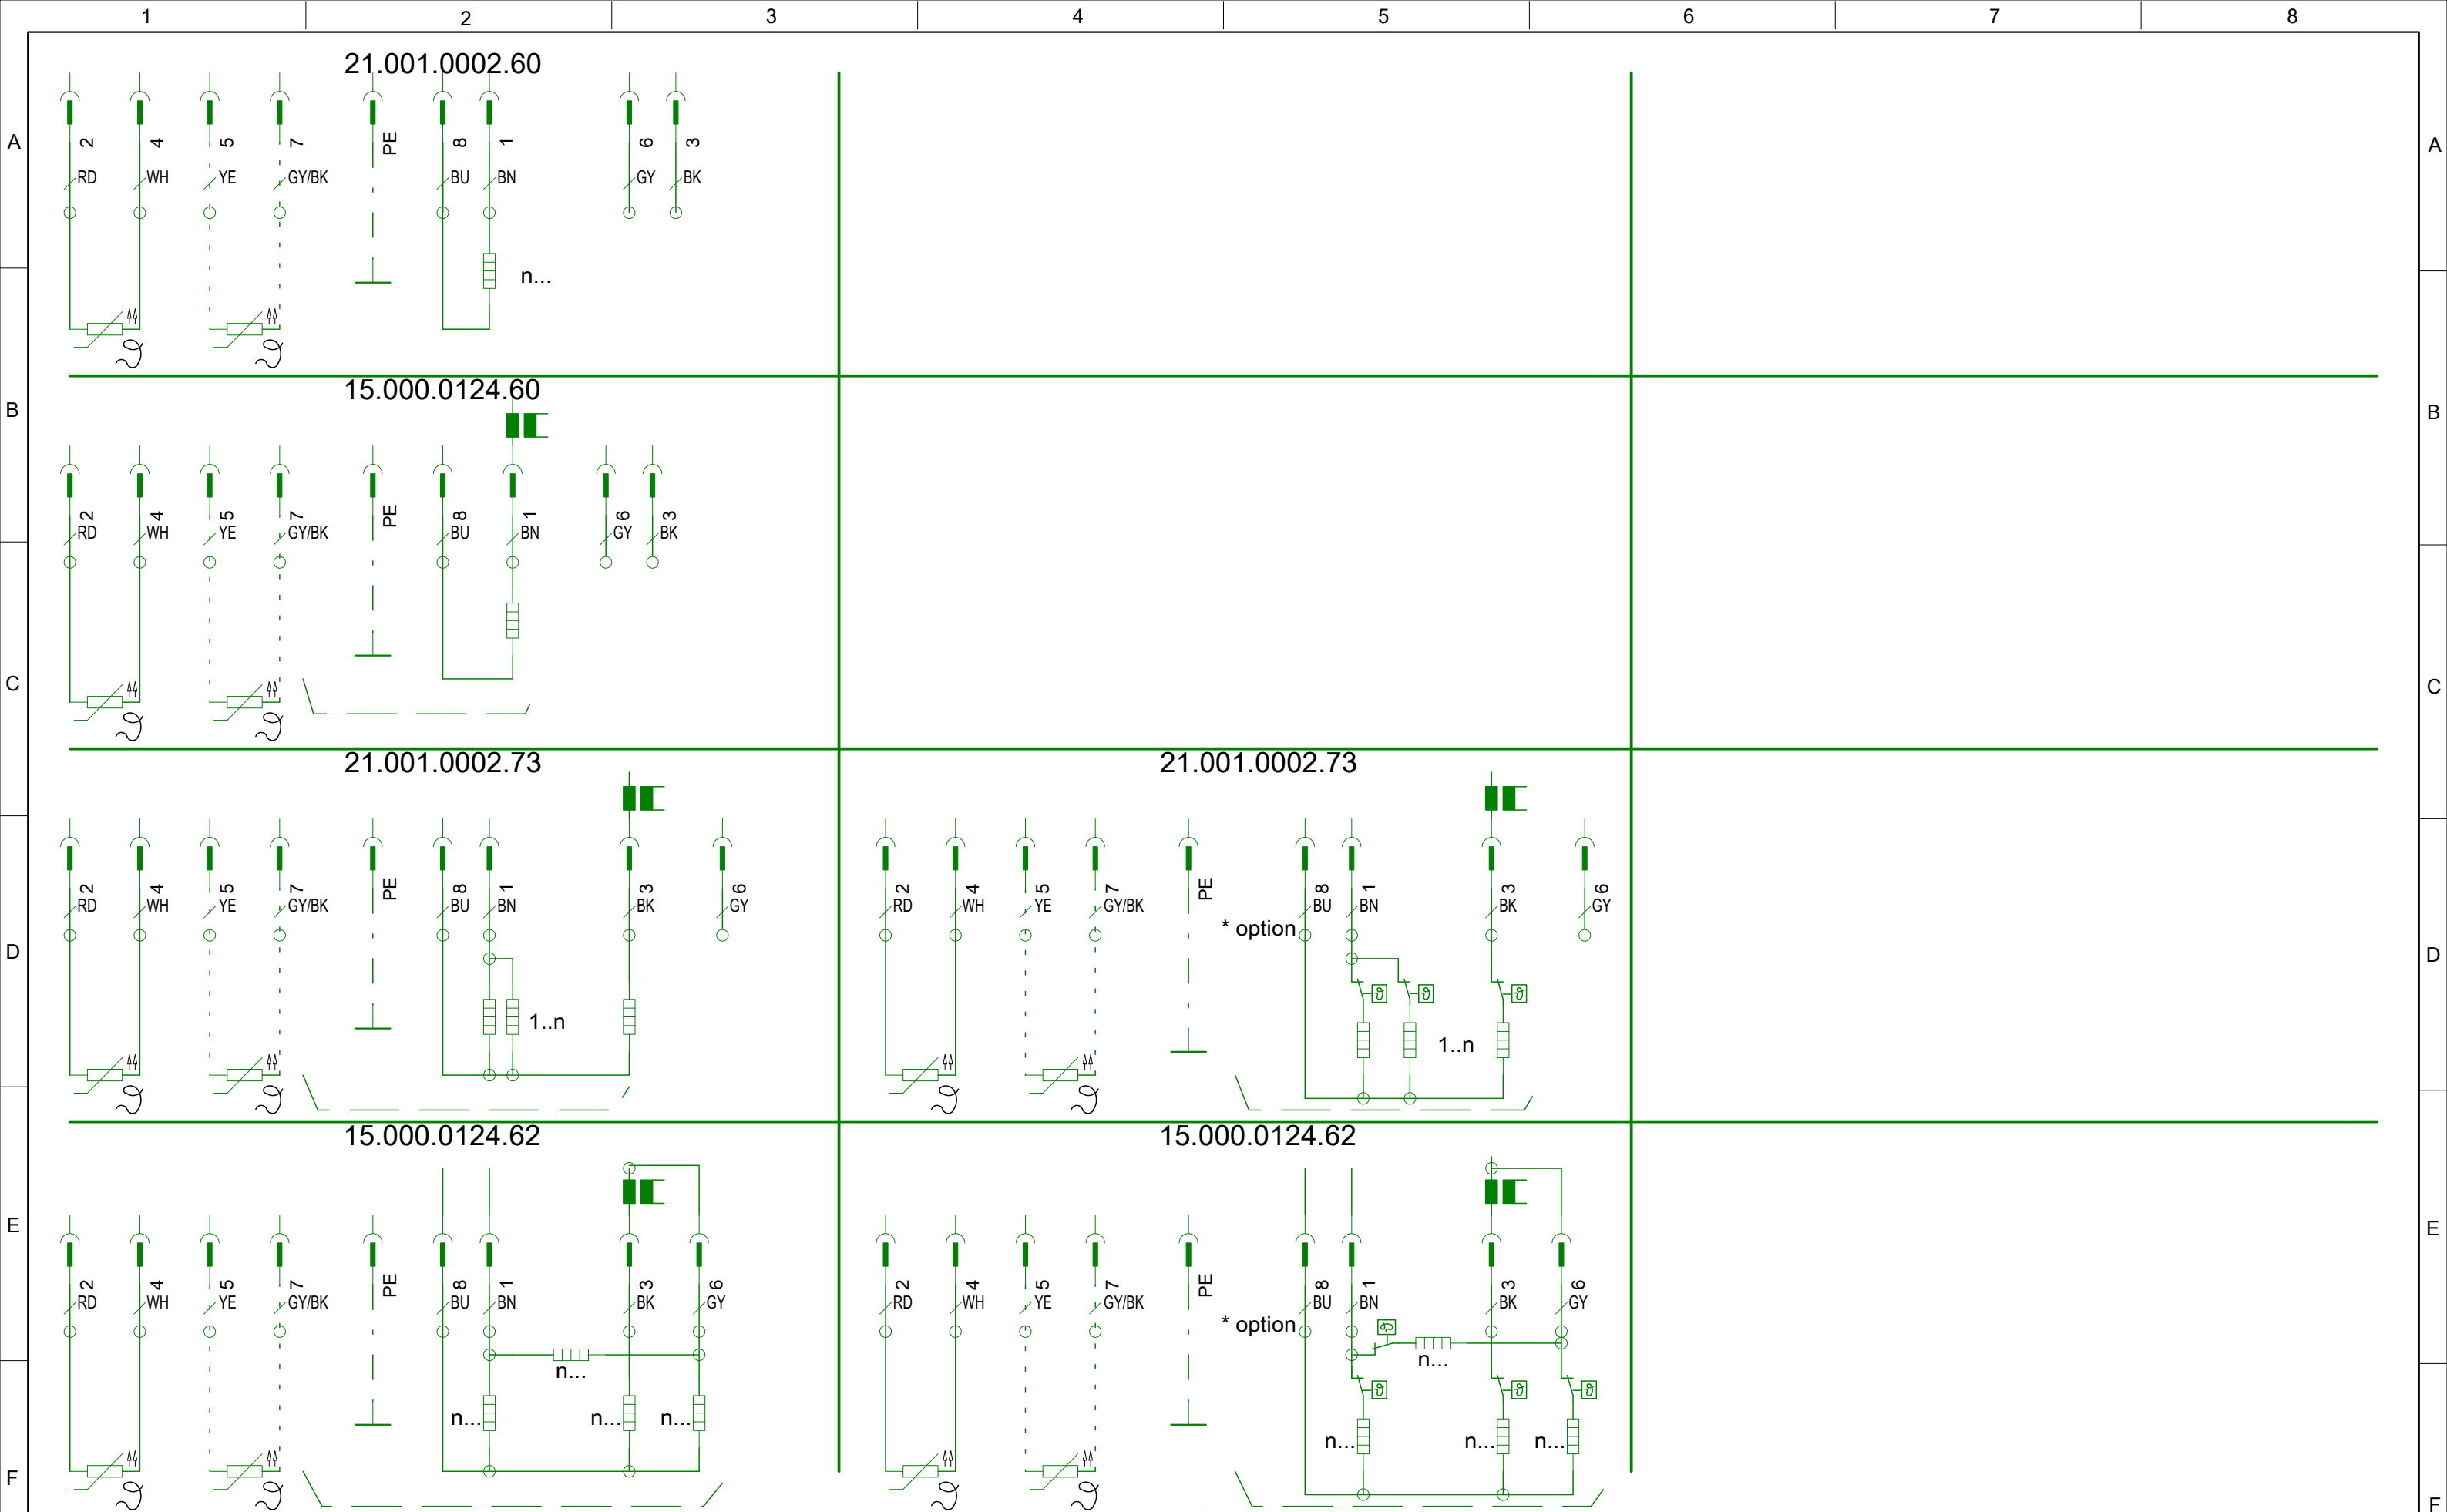 1 2 3 4 5 6 7 8
21.001.0002.60
A A
2 4 5 7 PE 8 1 6 3
RD WH YE GY/BK BU BN GY BK
n...
15.000.0124.60
B B
2 4 5 7 PE 8 1 6 3
RD WH YE GY/BK BU BN GY BK
C C
21.001.0002.73 21.001.0002.73
2 4 5 7 PE 8 1 3 6 2 4 5 7 PE 8 1 3 6
RD WH YE GY/BK BU BN BK GY RD WH YE GY/BK BU BN BK GY
* option
D D
ϑ ϑ ϑ
1..n 1..n
15.000.0124.62 15.000.0124.62
E E
2 4 5 7 PE 8 1 3 6 2 4 5 7 PE 8 1 3 6
RD WH YE GY/BK BU BN BK GY RD WH YE GY/BK BU BN BK GY
* option ϑ
n... n...
ϑ ϑ ϑ
n... n... n... n... n... n...
F F